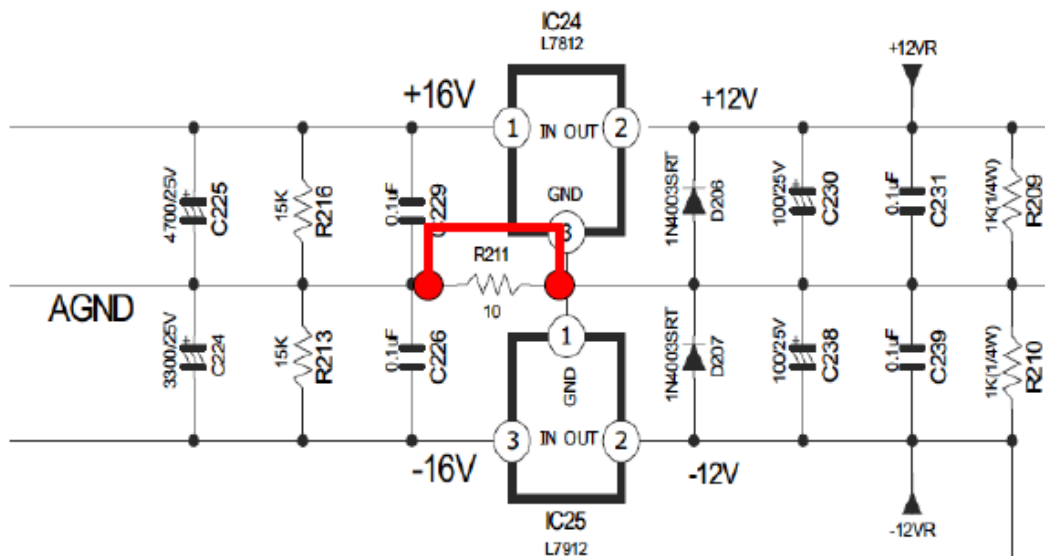 IC24
L7812
+12VR
+16V
+12V
1
IN OUT
2
GND
3
4700/25V
C225
15K
R216
0.1uF
C229
1N4003SRT
D206
100/25V
C230
0.1uF
C231
1K(1/4W)
R209
R211
10
AGND
3300/25V
C224
15K
R213
0.1uF
C226
1
GND
1N4003SRT
D207
100/25V
C238
0.1uF
C239
1K(1/4W)
R210
3
IN OUT
2
-16V
-12V
IC25
L7912
-12VR